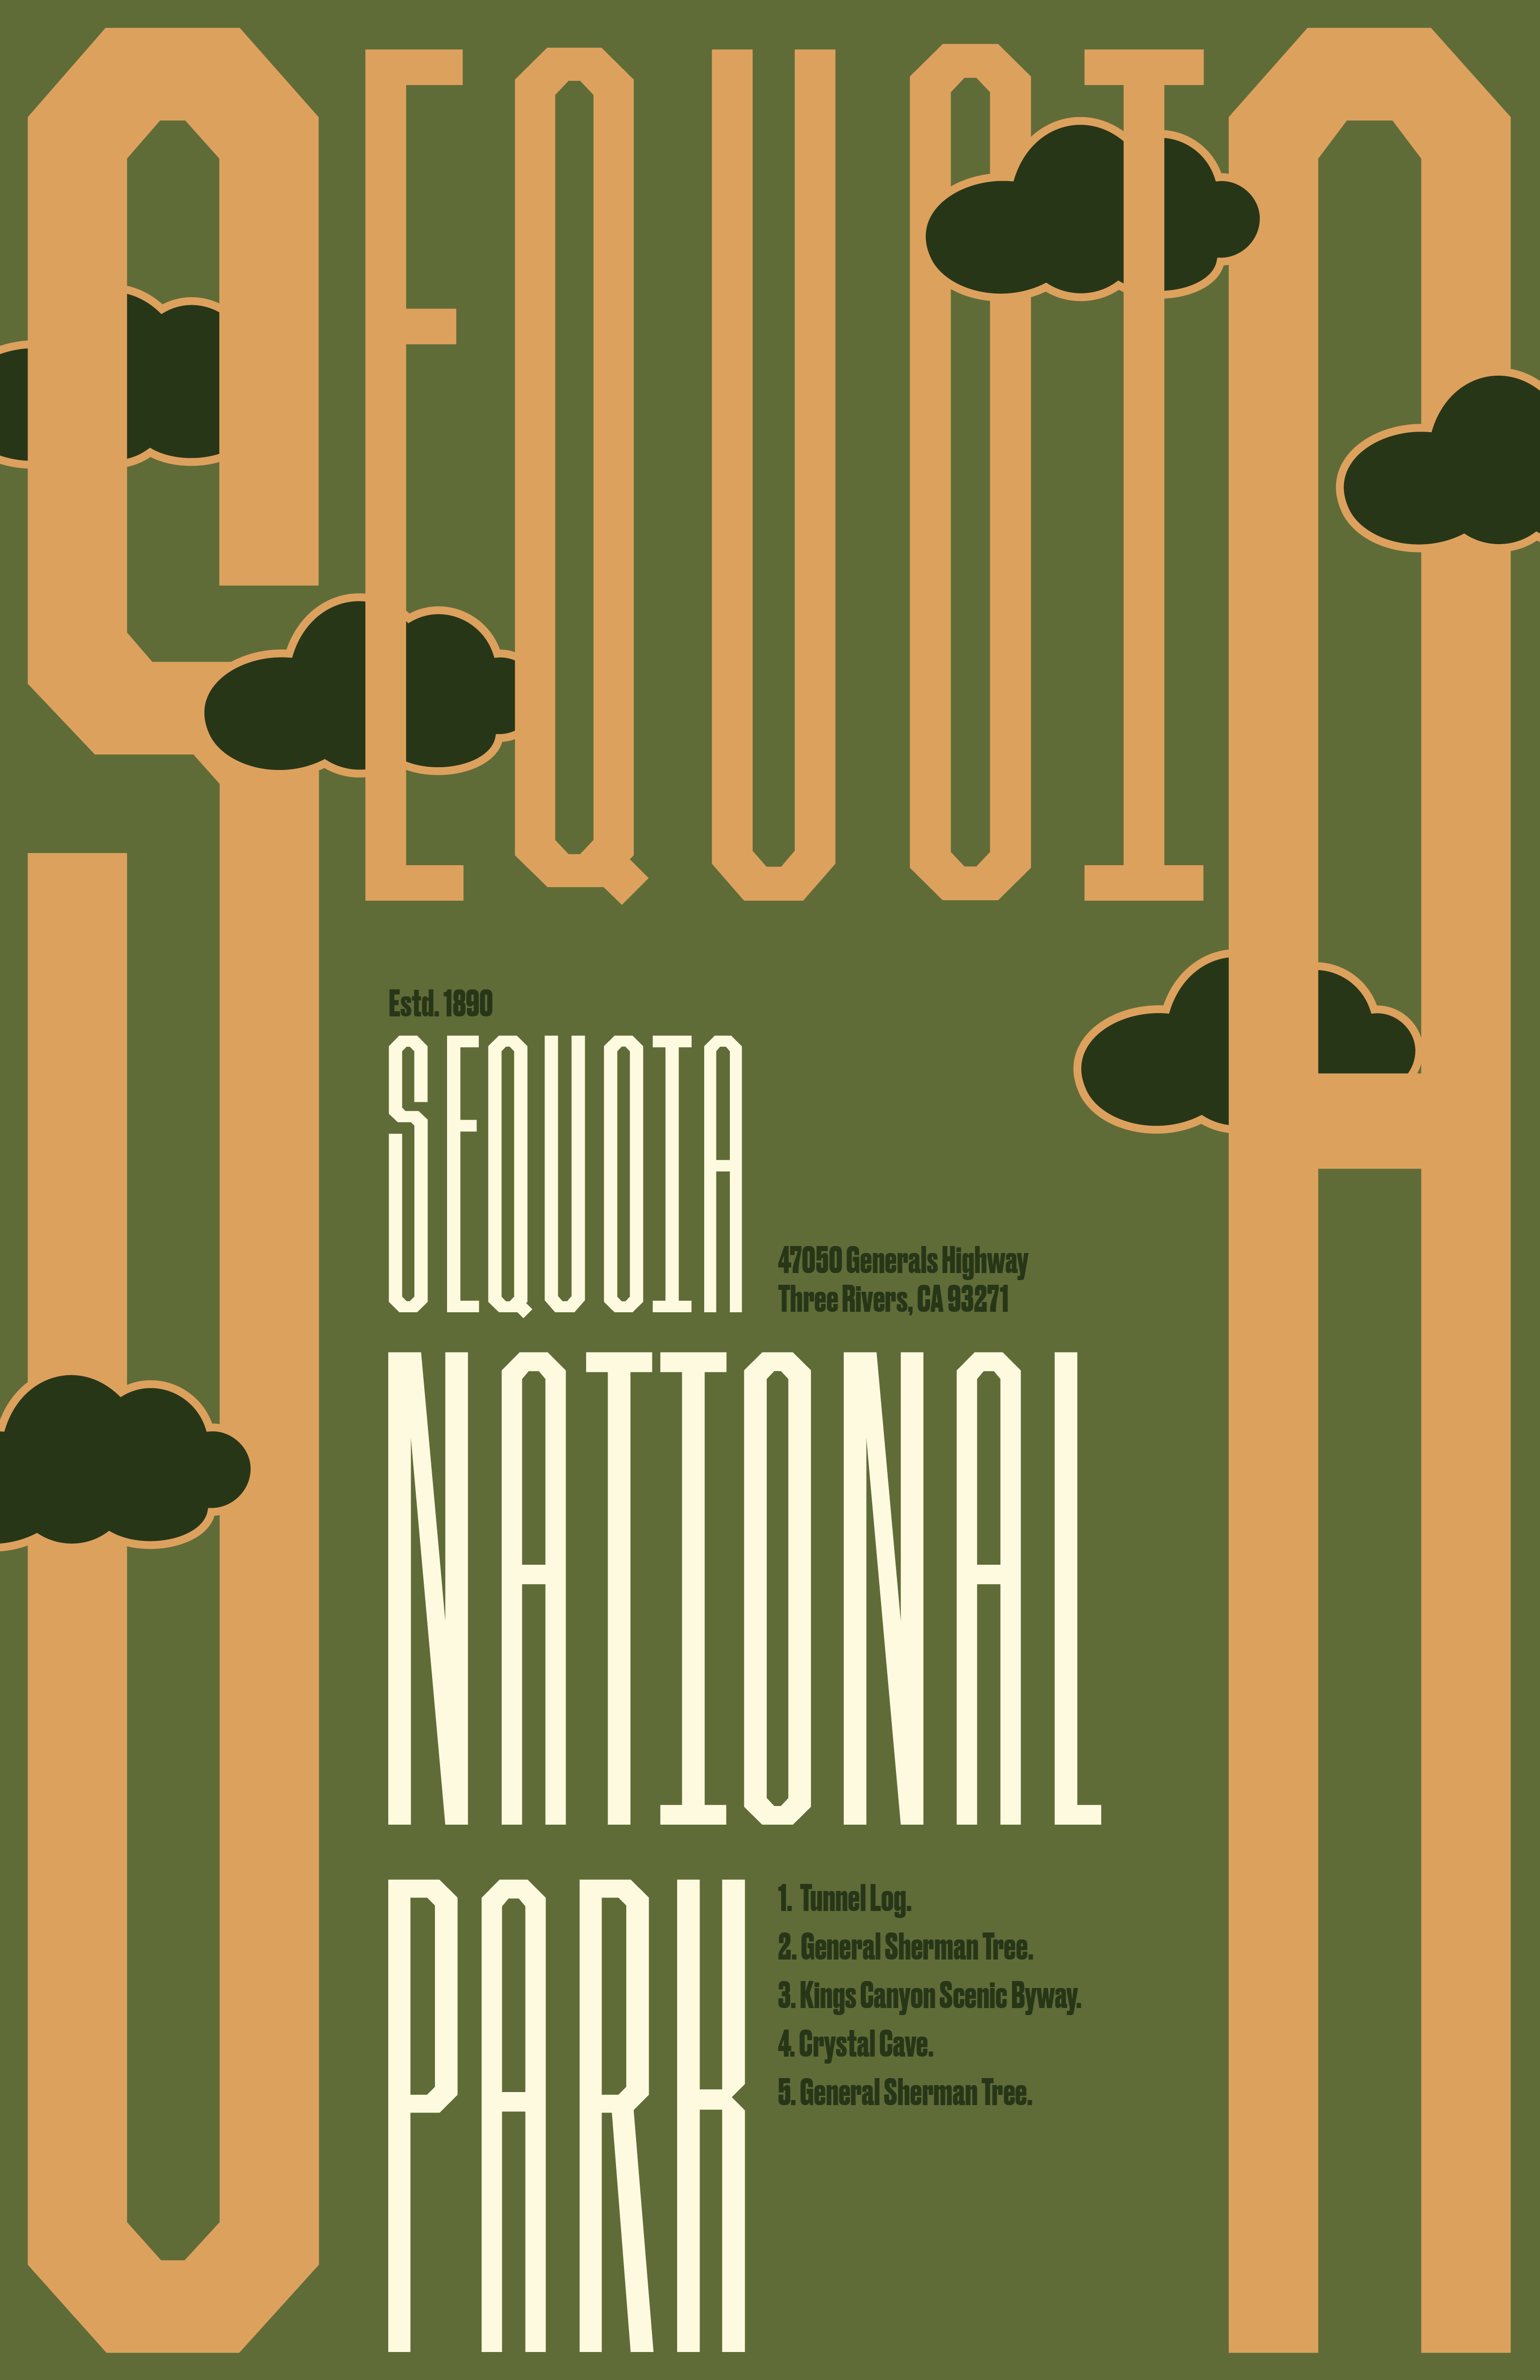 SEQUOIA
Estd. 1890
SEQUOIA
47050 Generals Highway
Three Rivers, CA 93271
NATIONAL
PARK
1. Tunnel Log.
2. General Sherman Tree.
3. Kings Canyon Scenic Byway.
4. Crystal Cave.
5. General Sherman Tree.